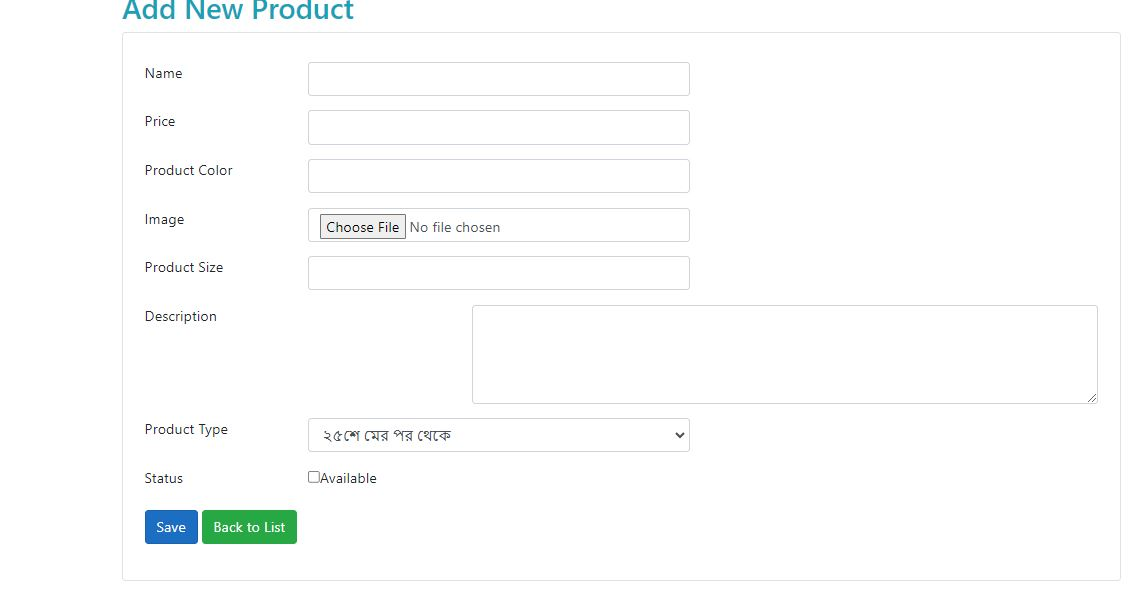 Add New Product
Name
Price
Product Color
Image
Choose File No file chosen
Product Size
Description
Product Type
২৫শে মের পর থেকে
Status
Available
Save Back to List